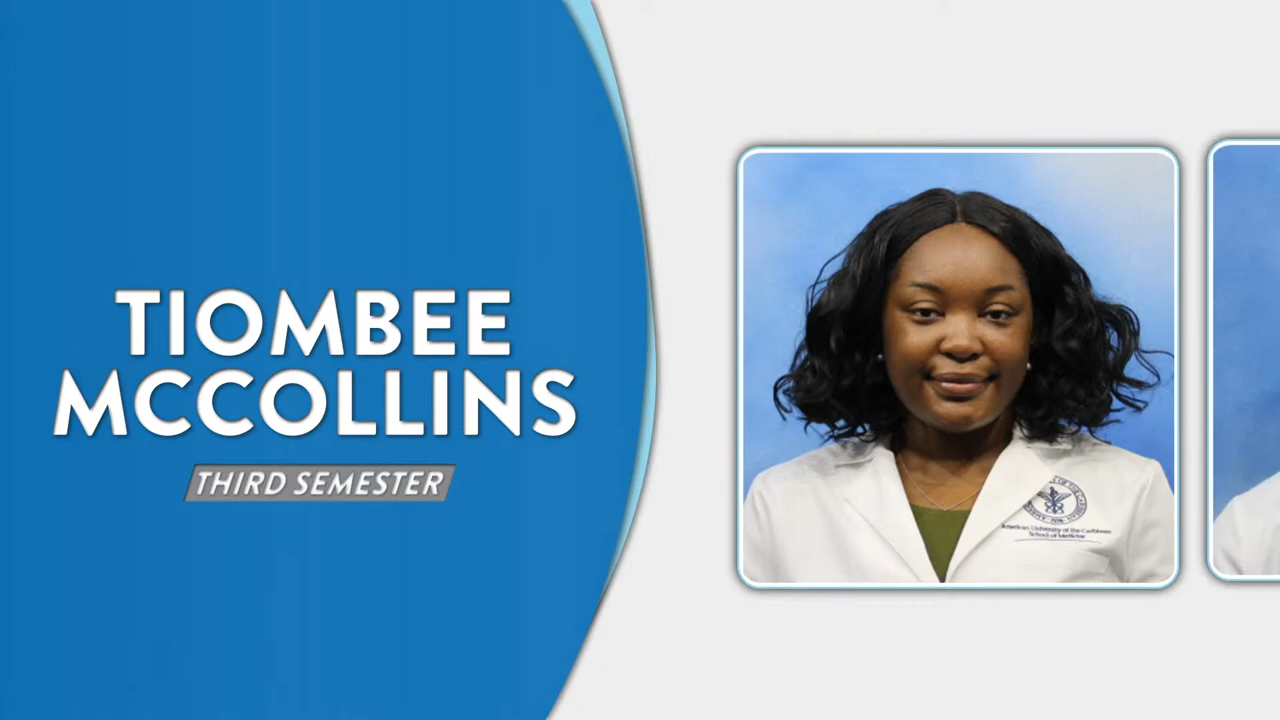 TIOMBEE
MCCOLLINS
THIRD SEMESTER
American University of the Caribbean
School of Medicine